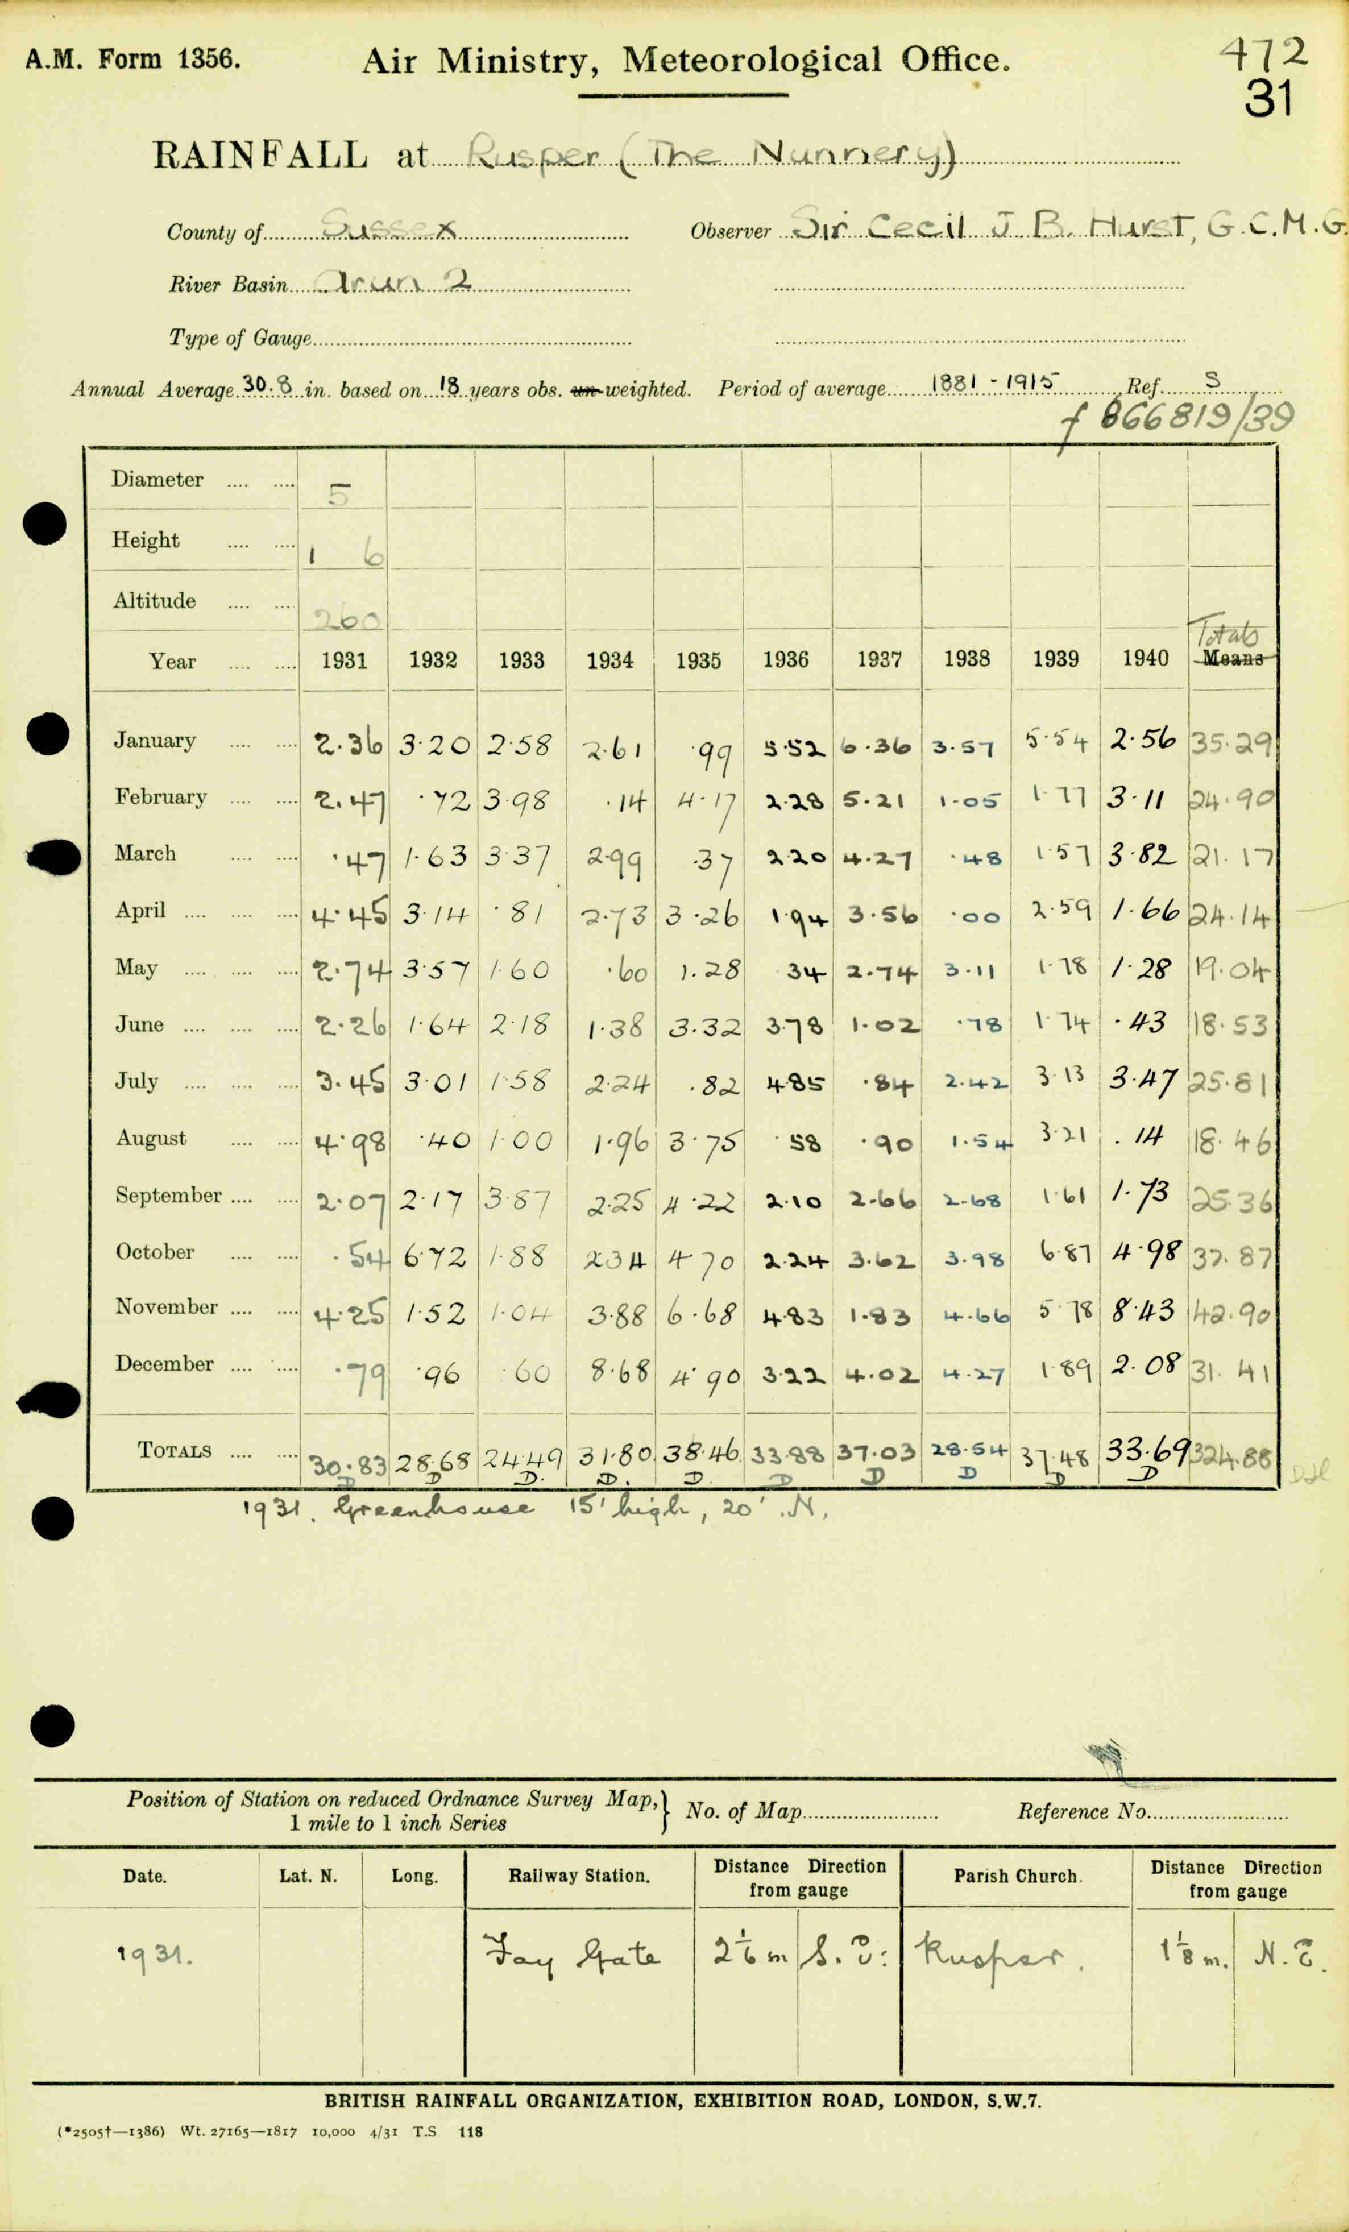 A.M. Form 1356. Air Ministry, Meteorological Office. 472
31
RAINFALL at Rusper (The Nunnery)
County of Sussex Observer Sir Cecil J B. Hurst, G.C.M.G.
River Basin Arun 2
Type of Gauge
Annual Average 30.8 in. based on 18 years obs. un-weighted. Period of average 1881 - 1915 Ref. S
f 866819/39
Diameter 5
Height 1 6
Altitude 260
Totals
Year 1931 1932 1933 1934 1935 1936 1937 1938 1939 1940 Means
January 2.36 3.20 2.58 2.61 .99 5.52 6.36 3.57 5.54 2.56 35.29
February 2.47 .72 3.98 .14 4.17 2.28 5.21 1.05 1.77 3.11 24.90
March .47 1.63 3.37 2.99 .37 2.20 4.27 .48 1.57 3.82 21.17
April 4.45 3.14 .81 2.73 3.26 1.94 3.56 .00 2.59 1.66 24.14
May 2.74 3.57 1.60 .60 1.28 34 2.74 3.11 1.78 1.28 19.04
June 2.26 1.64 2.18 1.38 3.32 3.78 1.02 .78 1.74 .43 18.53
July 3.45 3.01 1.58 2.24 .82 4.85 .84 2.42 3.13 3.47 25.81
August 4.98 .40 1.00 1.96 3.75 .58 .90 1.54 3.21 .14 18.46
September 2.07 2.17 3.87 2.25 4.22 2.10 2.66 2.68 1.61 1.73 25.36
October .54 6.72 1.88 2.34 4.70 2.24 3.62 3.98 6.87 4.98 37.87
November 4.25 1.52 1.04 3.88 6.68 4.83 1.83 4.66 5.78 8.43 42.90
December .79 .96 .60 8.68 4.90 3.22 4.02 4.27 1.89 2.08 31.41
TOTALS 30.83 28.68 24.49 31.80 38.46 33.88 37.03 28.54 37.48 33.69 324.88
D D D. D. D. D D D D D
1931. Greenhouse 15' high, 20' N.
Position of Station on reduced Ordnance Survey Map, No. of Map Reference No.
1 mile to 1 inch Series
Date. Lat. N. Long. Railway Station. Distance Direction from gauge Parish Church. Distance Direction from gauge
1931. Fay Gate 2 1/6 m S. E: Rusper. 1 1/8 m. N. E.
BRITISH RAINFALL ORGANIZATION, EXHIBITION ROAD, LONDON, S.W.7.
(*2505†—1386) Wt. 27165—1817 10,000 4/31 T.S 118